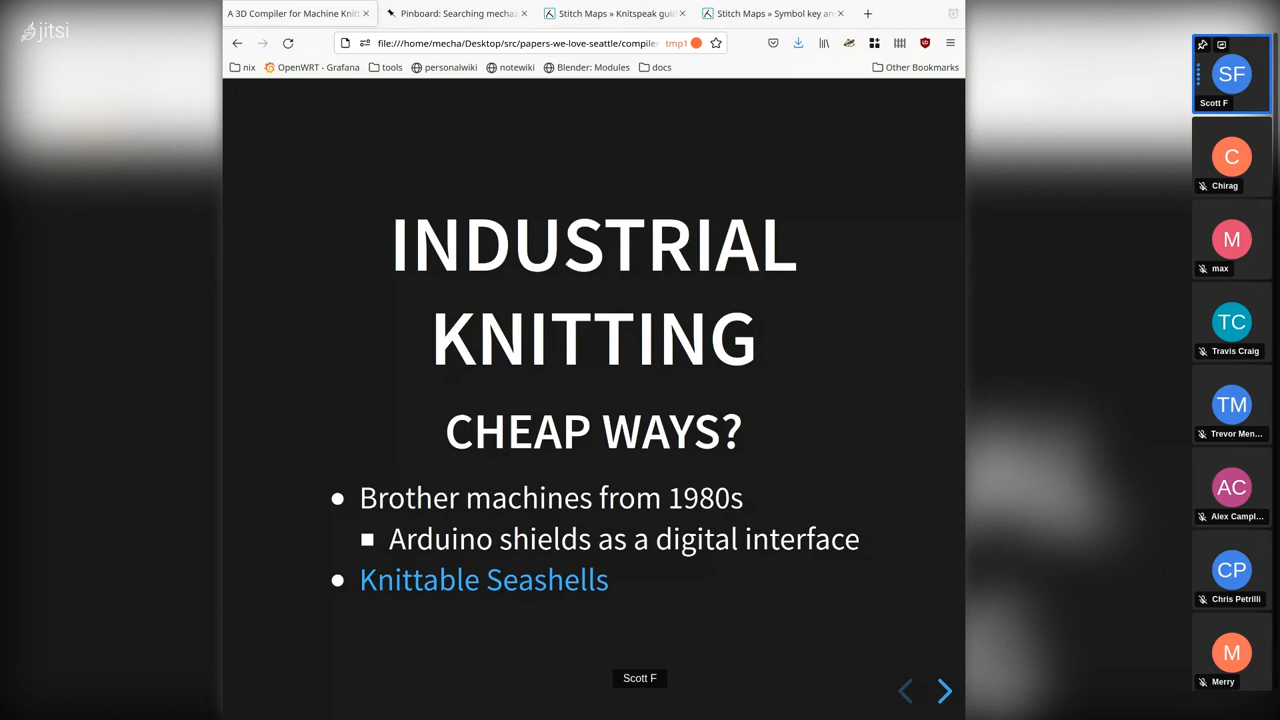 jitsi
A 3D Compiler for Machine Knitt
Pinboard: Searching mecha
Stitch Maps » Knitspeak guid
Stitch Maps » Symbol key an
file:///home/mecha/Desktop/src/papers-we-love-seattle/compiler
tmp1
nix
OpenWRT - Grafana
tools
personalwiki
notewiki
Blender: Modules
docs
Other Bookmarks
INDUSTRIAL
KNITTING
CHEAP WAYS?
Brother machines from 1980s
Arduino shields as a digital interface
Knittable Seashells
Scott F
SF
Scott F
C
Chirag
M
max
TC
Travis Craig
TM
Trevor Men...
AC
Alex Campl...
CP
Chris Petrilli
M
Merry